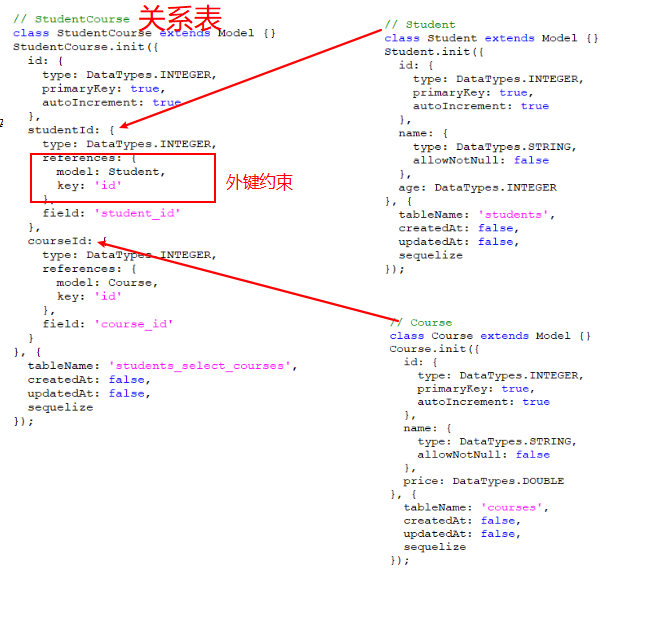 // StudentCourse
关系表
class StudentCourse extends Model {}
StudentCourse.init({
id: {
type: DataTypes.INTEGER,
primaryKey: true,
autoIncrement: true
},
studentId: {
type: DataTypes.INTEGER,
references: {
model: Student,
key: 'id'
},
外键约束
field: 'student_id'
},
courseId: {
type: DataTypes.INTEGER,
references: {
model: Course,
key: 'id'
},
field: 'course_id'
}
}, {
tableName: 'students_select_courses',
createdAt: false,
updatedAt: false,
sequelize
});
// Student
class Student extends Model {}
Student.init({
id: {
type: DataTypes.INTEGER,
primaryKey: true,
autoIncrement: true
},
name: {
type: DataTypes.STRING,
allowNotNull: false
},
age: DataTypes.INTEGER
}, {
tableName: 'students',
createdAt: false,
updatedAt: false,
sequelize
});
// Course
class Course extends Model {}
Course.init({
id: {
type: DataTypes.INTEGER,
primaryKey: true,
autoIncrement: true
},
name: {
type: DataTypes.STRING,
allowNotNull: false
},
price: DataTypes.DOUBLE
}, {
tableName: 'courses',
createdAt: false,
updatedAt: false,
sequelize
});